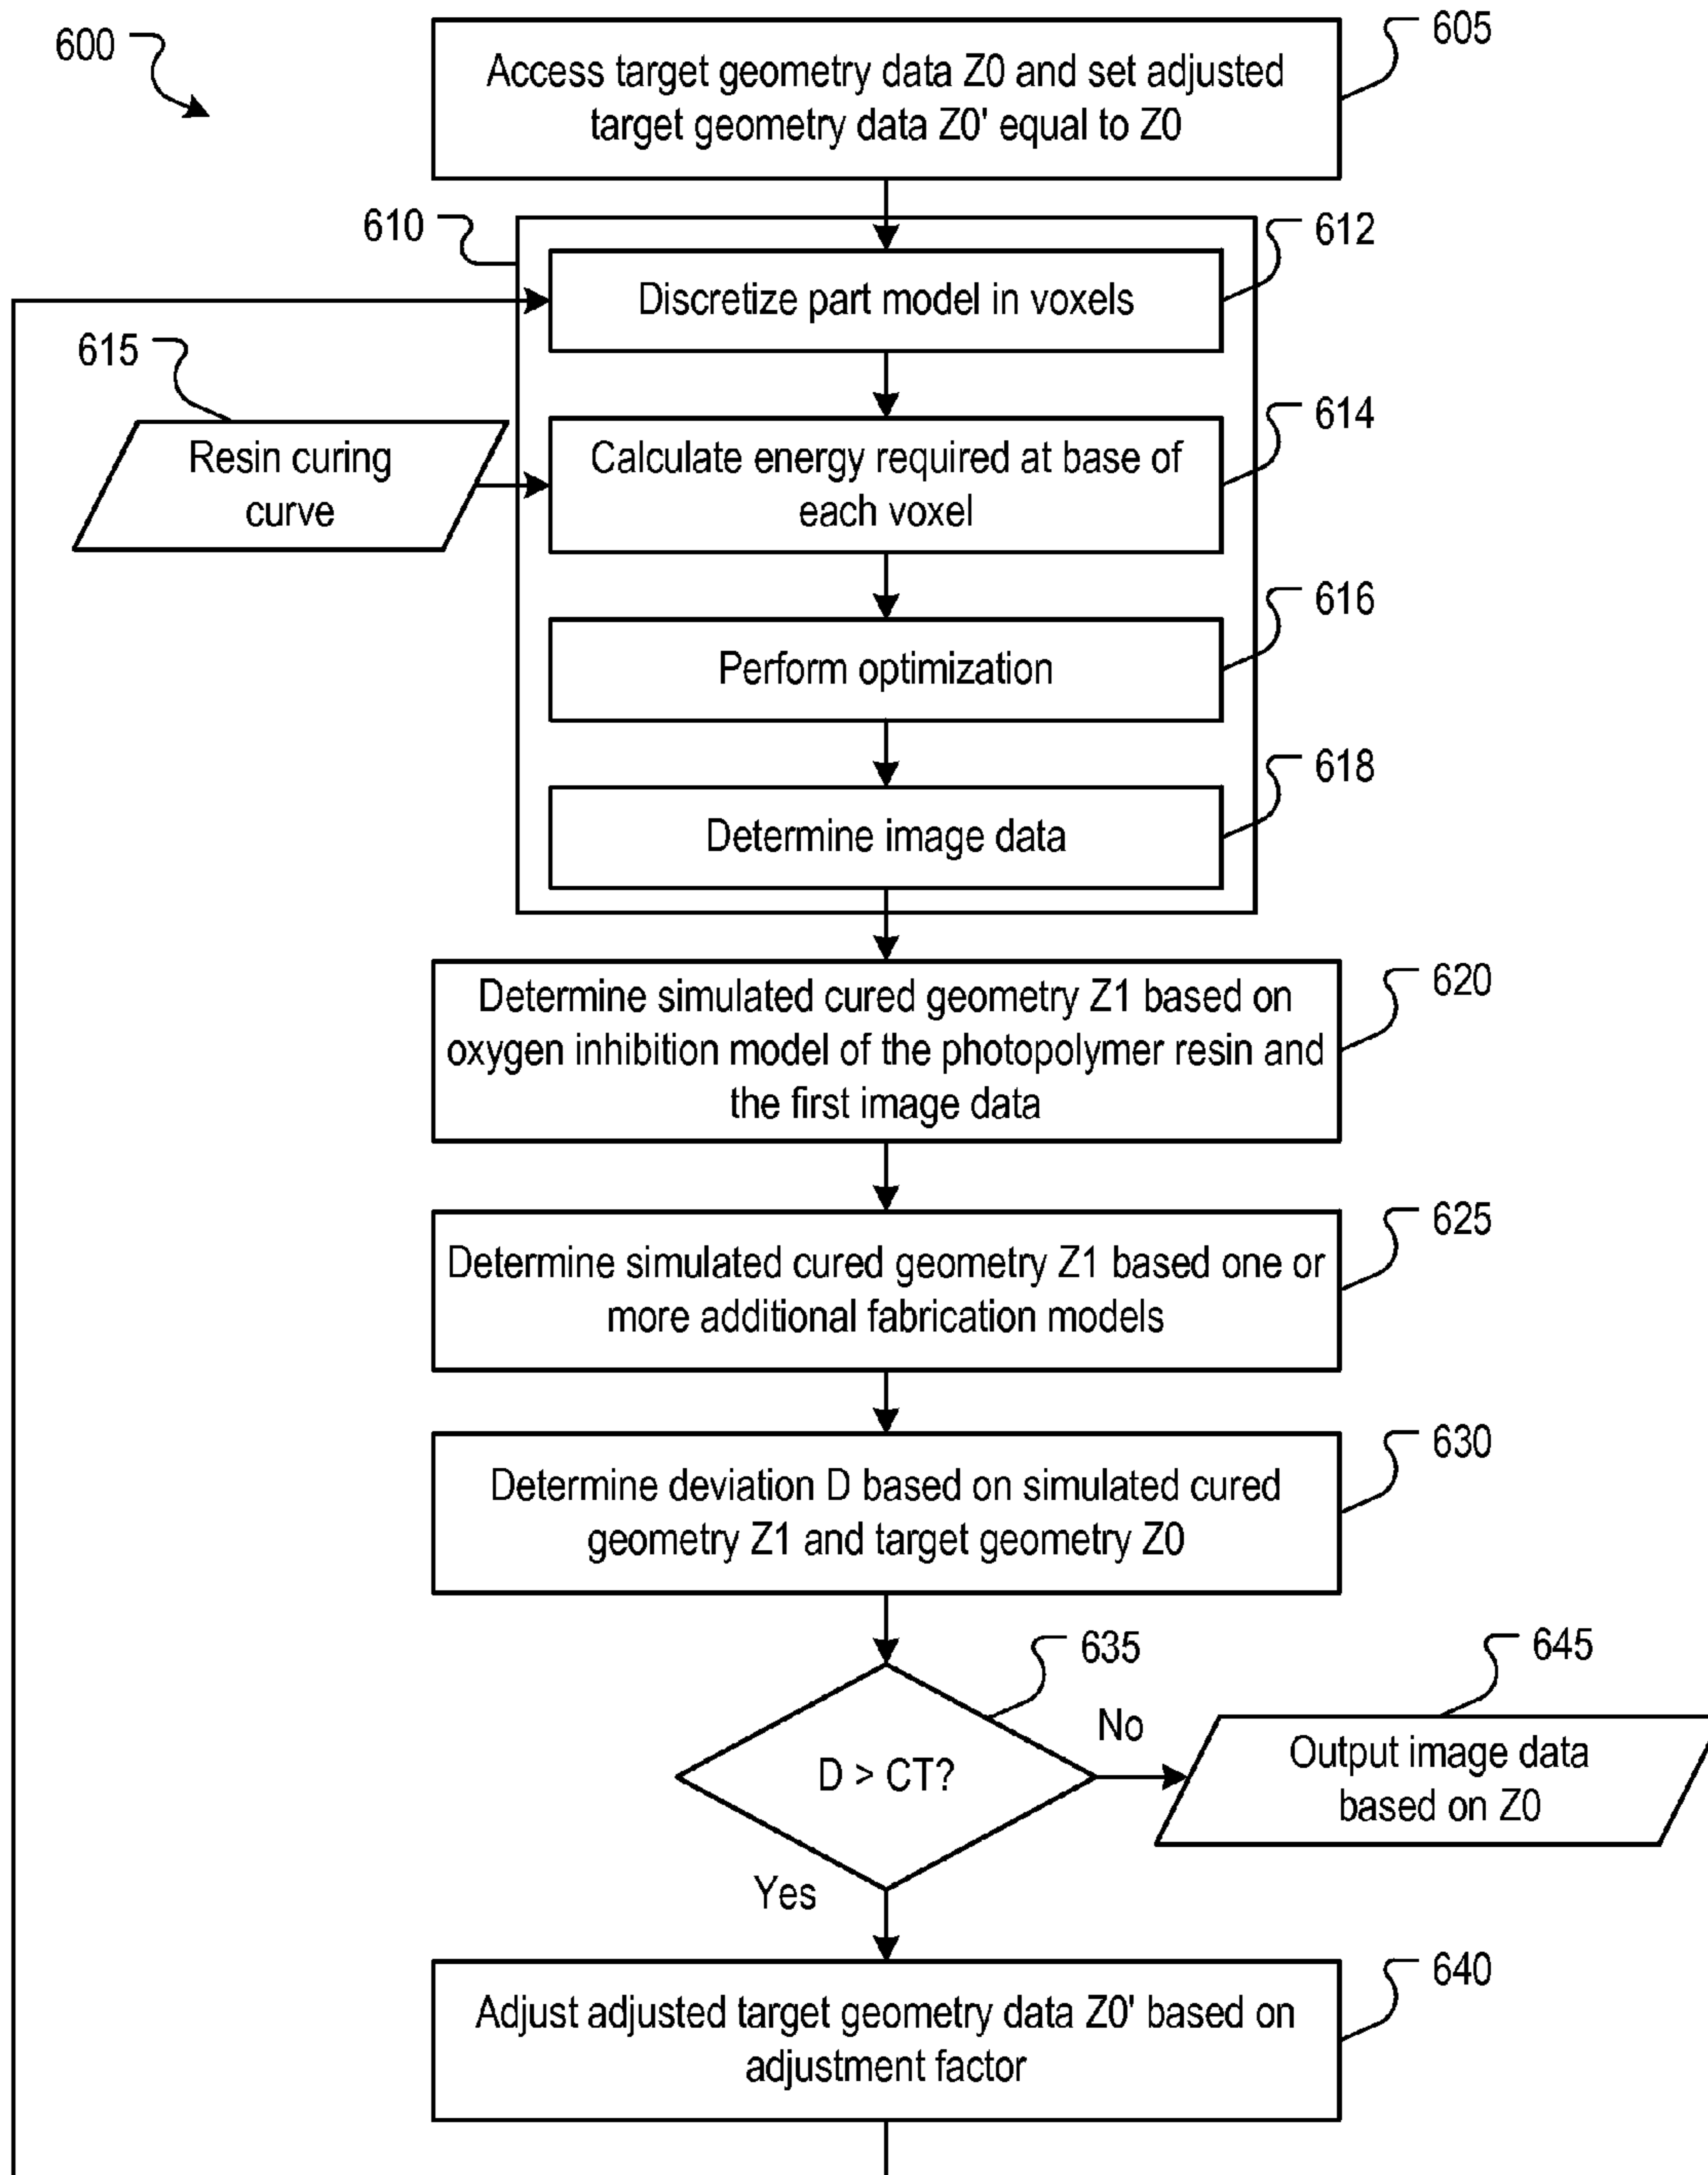 600
605
Access target geometry data Z0 and set adjusted
target geometry data Z0' equal to Z0
610
612
Discretize part model in voxels
615
Resin curing
curve
614
Calculate energy required at base of
each voxel
616
Perform optimization
618
Determine image data
620
Determine simulated cured geometry Z1 based on
oxygen inhibition model of the photopolymer resin and
the first image data
625
Determine simulated cured geometry Z1 based one or
more additional fabrication models
630
Determine deviation D based on simulated cured
geometry Z1 and target geometry Z0
635
D > CT?
No
645
Output image data
based on Z0
Yes
640
Adjust adjusted target geometry data Z0' based on
adjustment factor